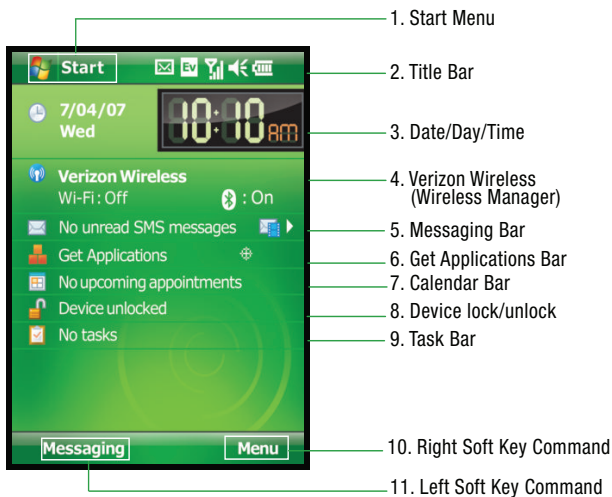 1. Start Menu
Start
Ev
2. Title Bar
7/04/07
Wed
10:10 AM
3. Date/Day/Time
Verizon Wireless
Wi-Fi: Off
: On
4. Verizon Wireless
(Wireless Manager)
No unread SMS messages
5. Messaging Bar
Get Applications
6. Get Applications Bar
No upcoming appointments
7. Calendar Bar
Device unlocked
8. Device lock/unlock
No tasks
9. Task Bar
Messaging
Menu
10. Right Soft Key Command
11. Left Soft Key Command